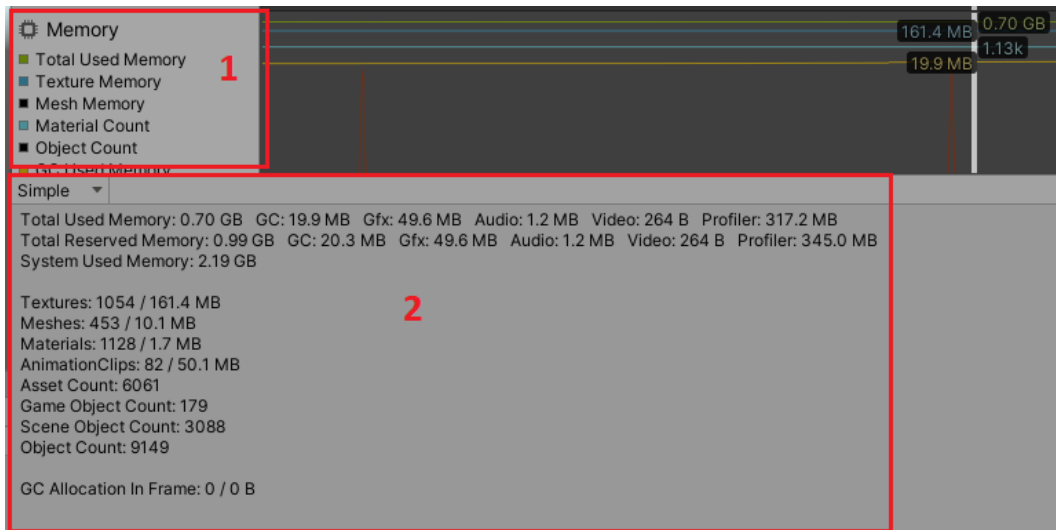 Memory
Total Used Memory
Texture Memory
Mesh Memory
Material Count
Object Count
GC Used Memory
1
161.4 MB
0.70 GB
1.13k
19.9 MB
Simple
Total Used Memory: 0.70 GB GC: 19.9 MB Gfx: 49.6 MB Audio: 1.2 MB Video: 264 B Profiler: 317.2 MB
Total Reserved Memory: 0.99 GB GC: 20.3 MB Gfx: 49.6 MB Audio: 1.2 MB Video: 264 B Profiler: 345.0 MB
System Used Memory: 2.19 GB
2
Textures: 1054 / 161.4 MB
Meshes: 453 / 10.1 MB
Materials: 1128 / 1.7 MB
AnimationClips: 82 / 50.1 MB
Asset Count: 6061
Game Object Count: 179
Scene Object Count: 3088
Object Count: 9149
GC Allocation In Frame: 0 / 0 B